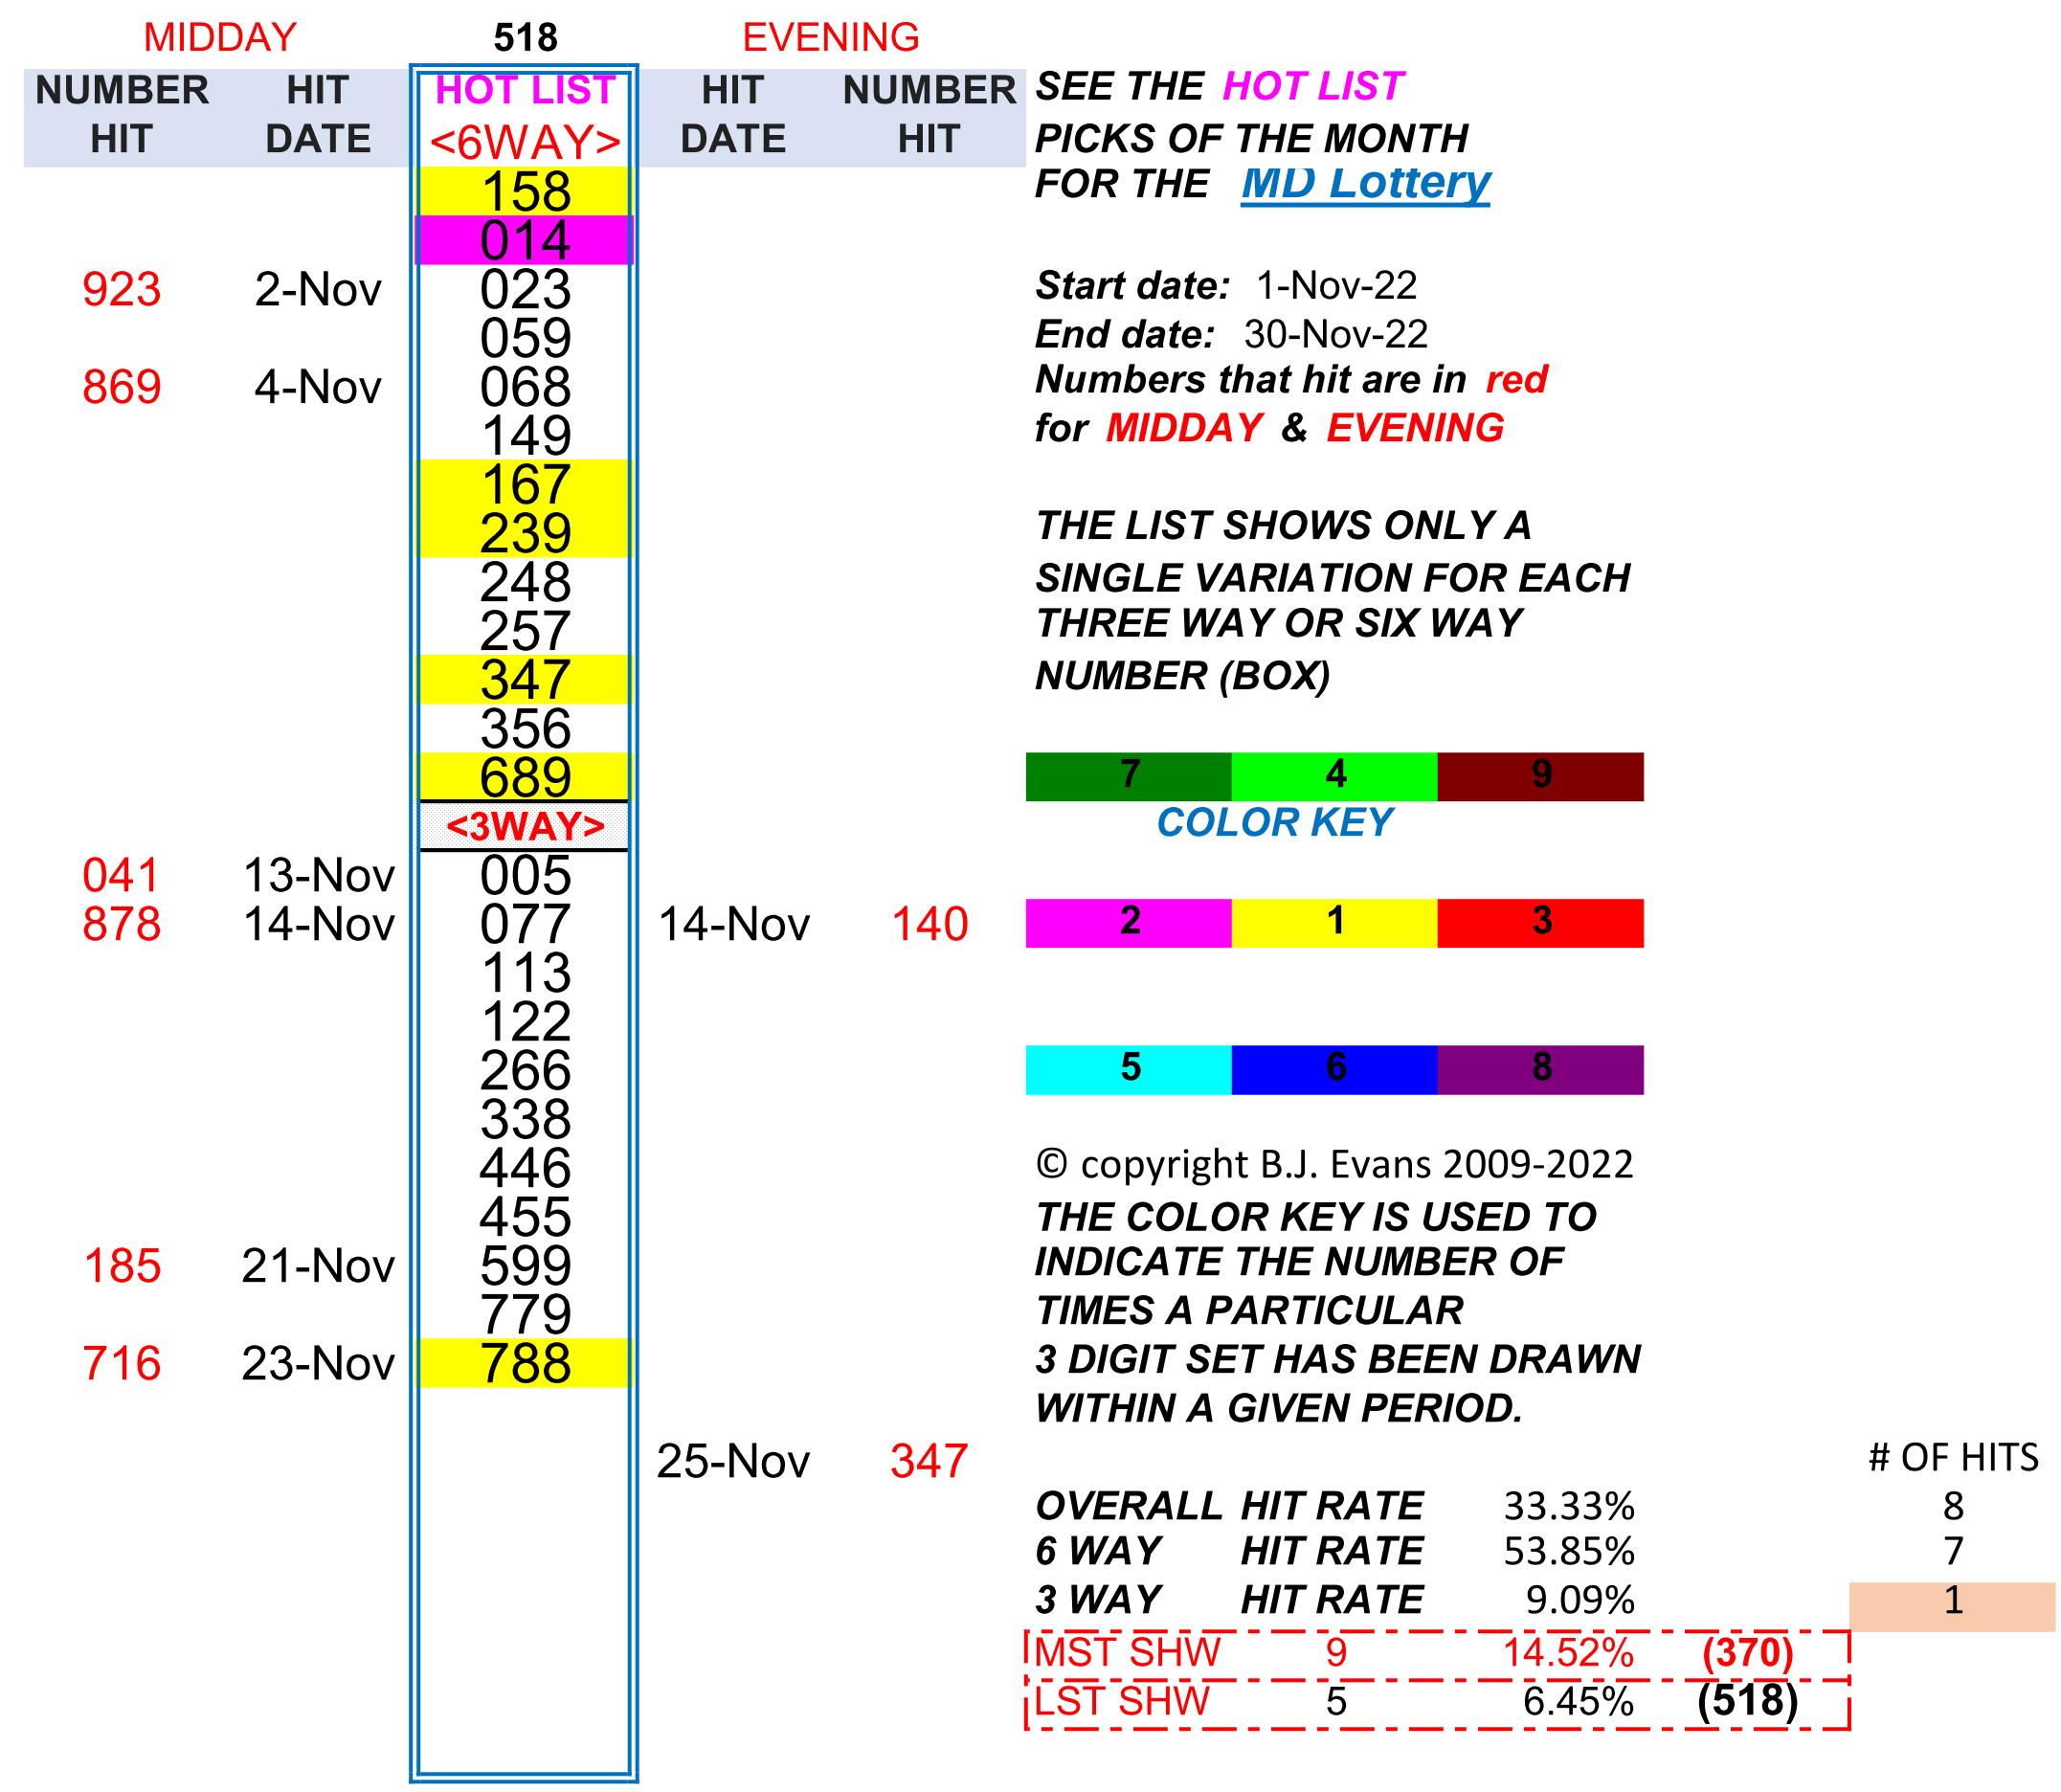 MIDDAY 518 EVENING
NUMBER HIT HOT LIST HIT NUMBER SEE THE HOT LIST
HIT DATE <6WAY> DATE HIT PICKS OF THE MONTH
158 FOR THE MD Lottery
014
923 2-Nov 023 Start date: 1-Nov-22
059 End date: 30-Nov-22
869 4-Nov 068 Numbers that hit are in red
149 for MIDDAY & EVENING
167
239 THE LIST SHOWS ONLY A
248 SINGLE VARIATION FOR EACH
257 THREE WAY OR SIX WAY
347 NUMBER (BOX)
356
689 7 4 9
<3WAY> COLOR KEY
041 13-Nov 005
878 14-Nov 077 14-Nov 140 2 1 3
113
122
266 5 6 8
338
446 © copyright B.J. Evans 2009-2022
455 THE COLOR KEY IS USED TO
185 21-Nov 599 INDICATE THE NUMBER OF
779 TIMES A PARTICULAR
716 23-Nov 788 3 DIGIT SET HAS BEEN DRAWN
WITHIN A GIVEN PERIOD.
25-Nov 347 # OF HITS
OVERALL HIT RATE 33.33% 8
6 WAY HIT RATE 53.85% 7
3 WAY HIT RATE 9.09% 1
MST SHW 9 14.52% (370)
LST SHW 5 6.45% (518)